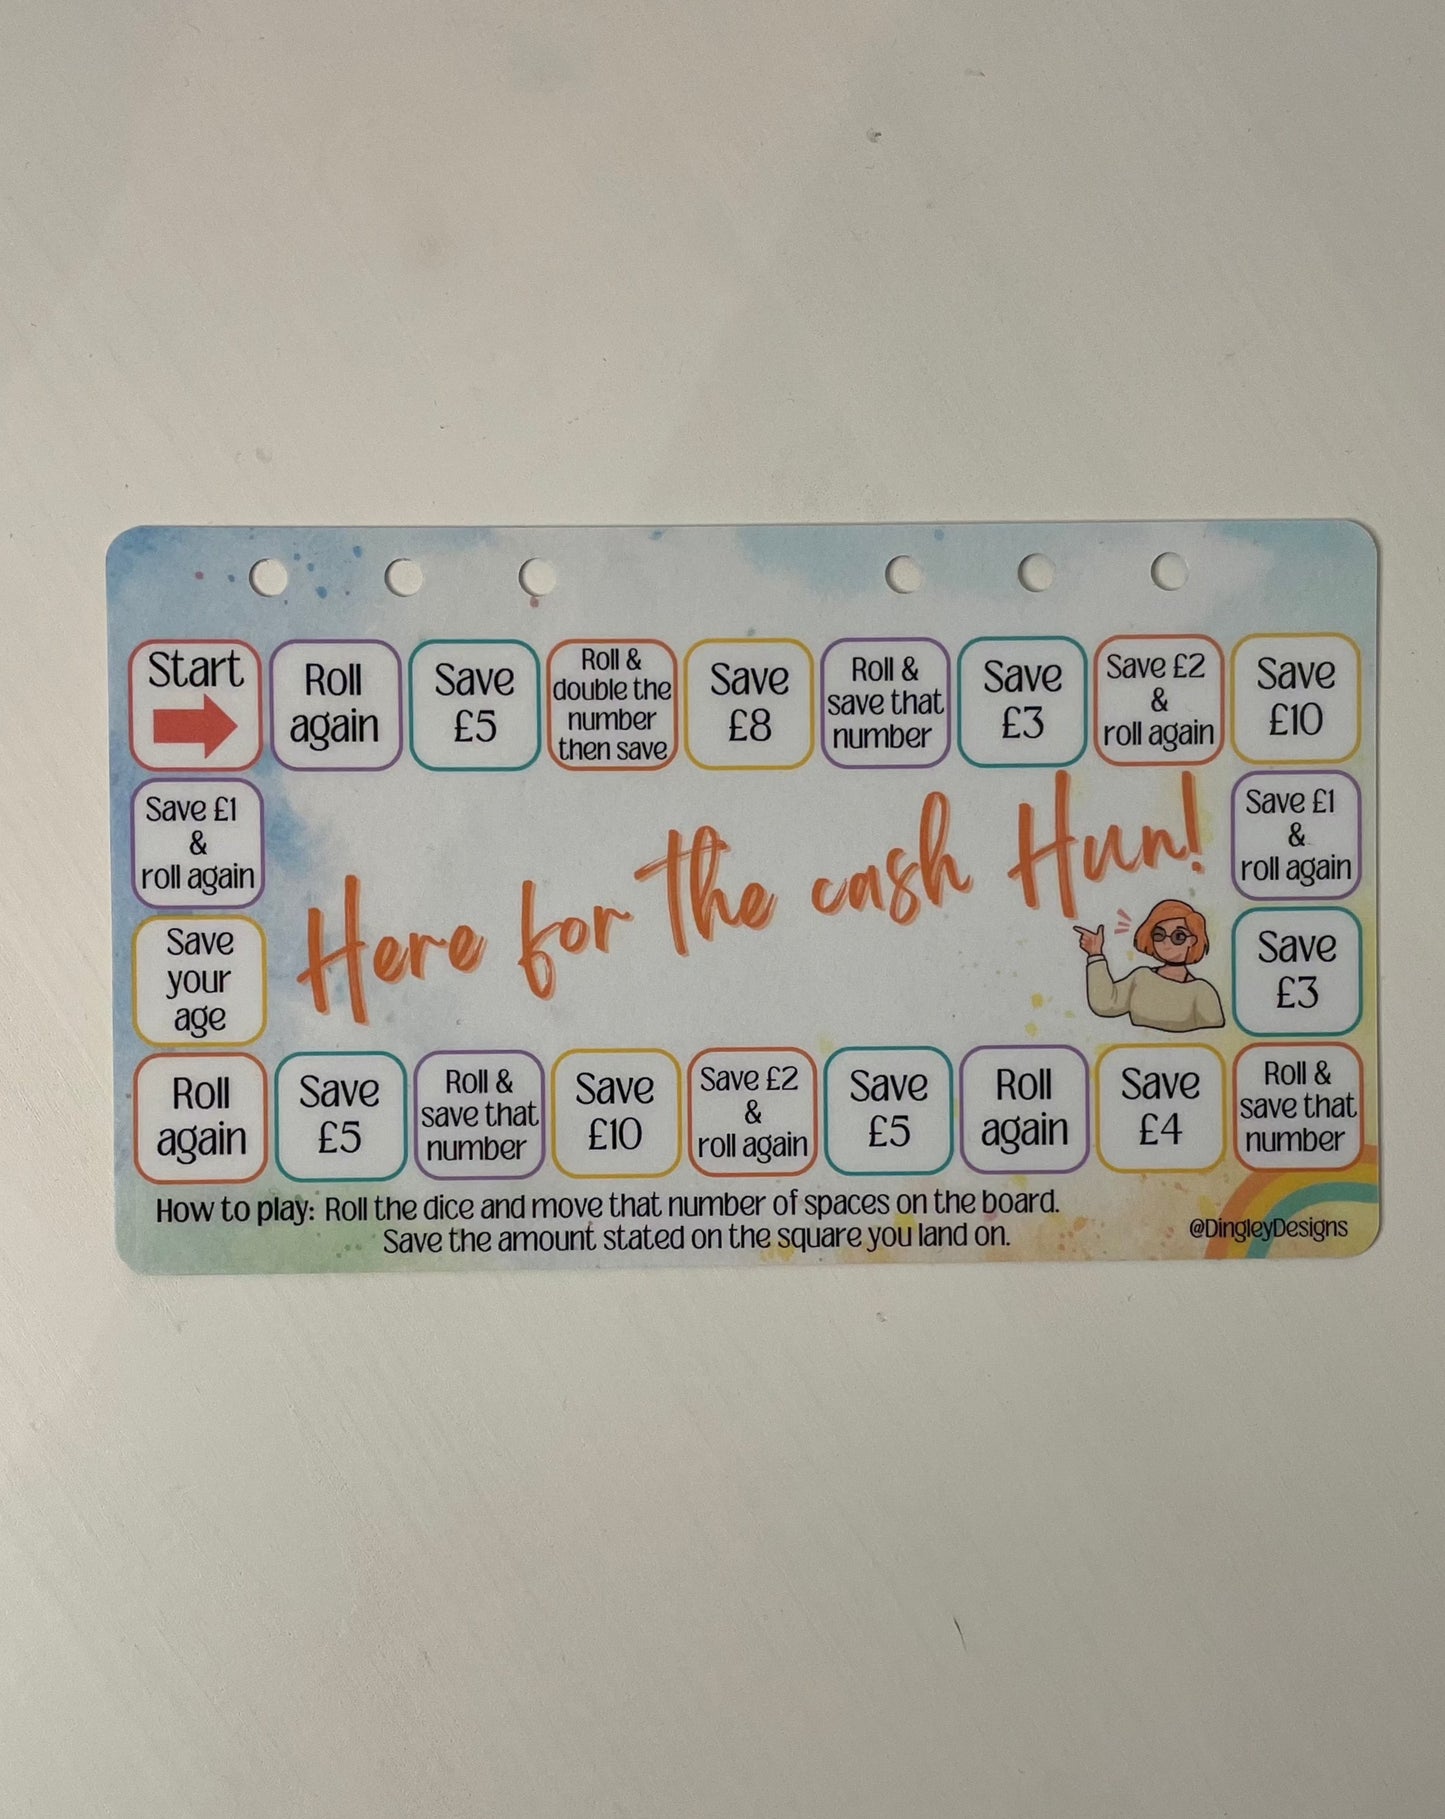 Start
Roll
again
Save
£5
Roll &
double the
number
then save
Save
£8
Roll &
save that
number
Save
£3
Save £2
&
roll again
Save
£10
Save £1
&
roll again
Here for the cash Hun!
Save £1
&
roll again
Save
your
age
Save
£3
Roll
again
Save
£5
Roll &
save that
number
Save
£10
Save £2
&
roll again
Save
£5
Roll
again
Save
£4
Roll &
save that
number
How to play: Roll the dice and move that number of spaces on the board.
Save the amount stated on the square you land on.
@DingleyDesigns